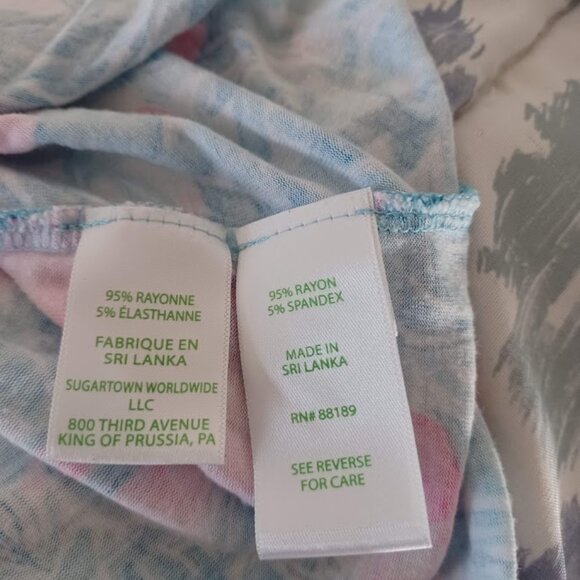 95% RAYONNE
5% ÉLASTHANNE
FABRIQUE EN
SRI LANKA
SUGARTOWN WORLDWIDE
LLC
800 THIRD AVENUE
KING OF PRUSSIA, PA
95% RAYON
5% SPANDEX
MADE IN
SRI LANKA
RN# 88189
SEE REVERSE
FOR CARE